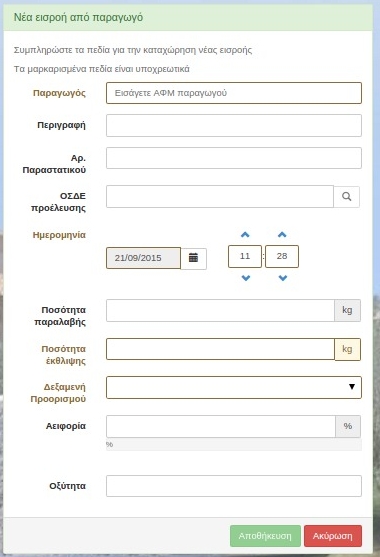 Νέα εισροή από παραγωγό
Συμπληρώστε τα πεδία για την καταχώρηση νέας εισροής
Τα μαρκαρισμένα πεδία είναι υποχρεωτικά
Παραγωγός
Εισάγετε ΑΦΜ παραγωγού
Περιγραφή
Αρ.
Παραστατικού
ΟΣΔΕ
προέλευσης
Ημερομηνία
21/09/2015
11 : 28
Ποσότητα
παραλαβής
kg
Ποσότητα
έκθλιψης
kg
Δεξαμενή
Προορισμού
Αειφορία
%
%
Οξύτητα
Αποθήκευση
Ακύρωση